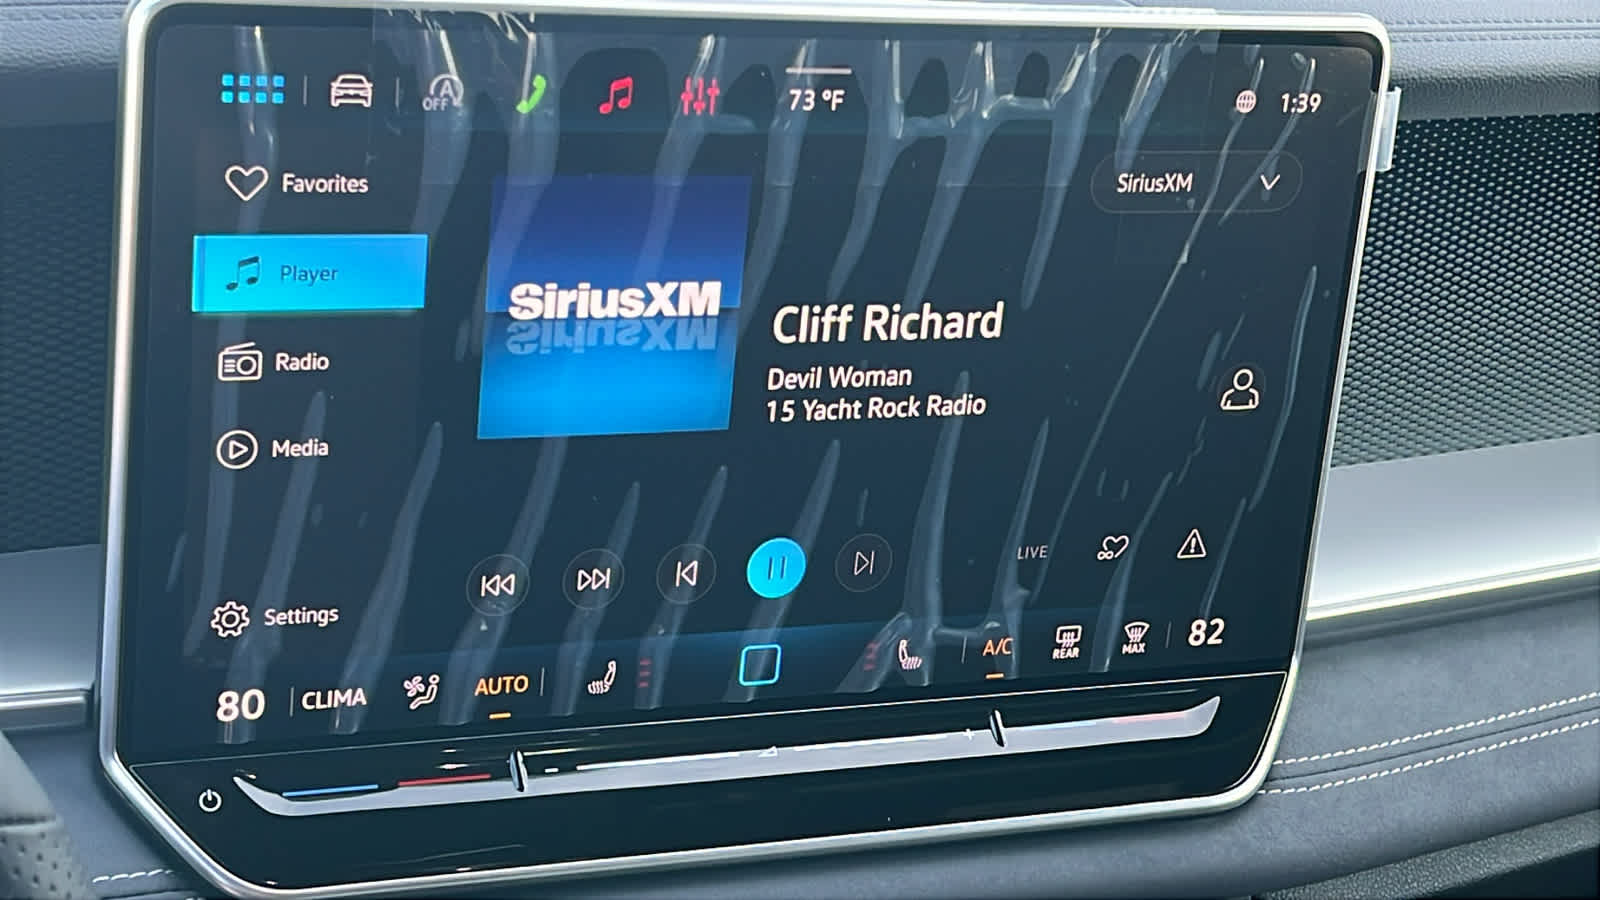 A
OFF
73 °F
1:39
Favorites
SiriusXM
Player
SiriusXM
Cliff Richard
Radio
Devil Woman
15 Yacht Rock Radio
Media
LIVE
Settings
80
CLIMA
AUTO
A/C
REAR
MAX
82